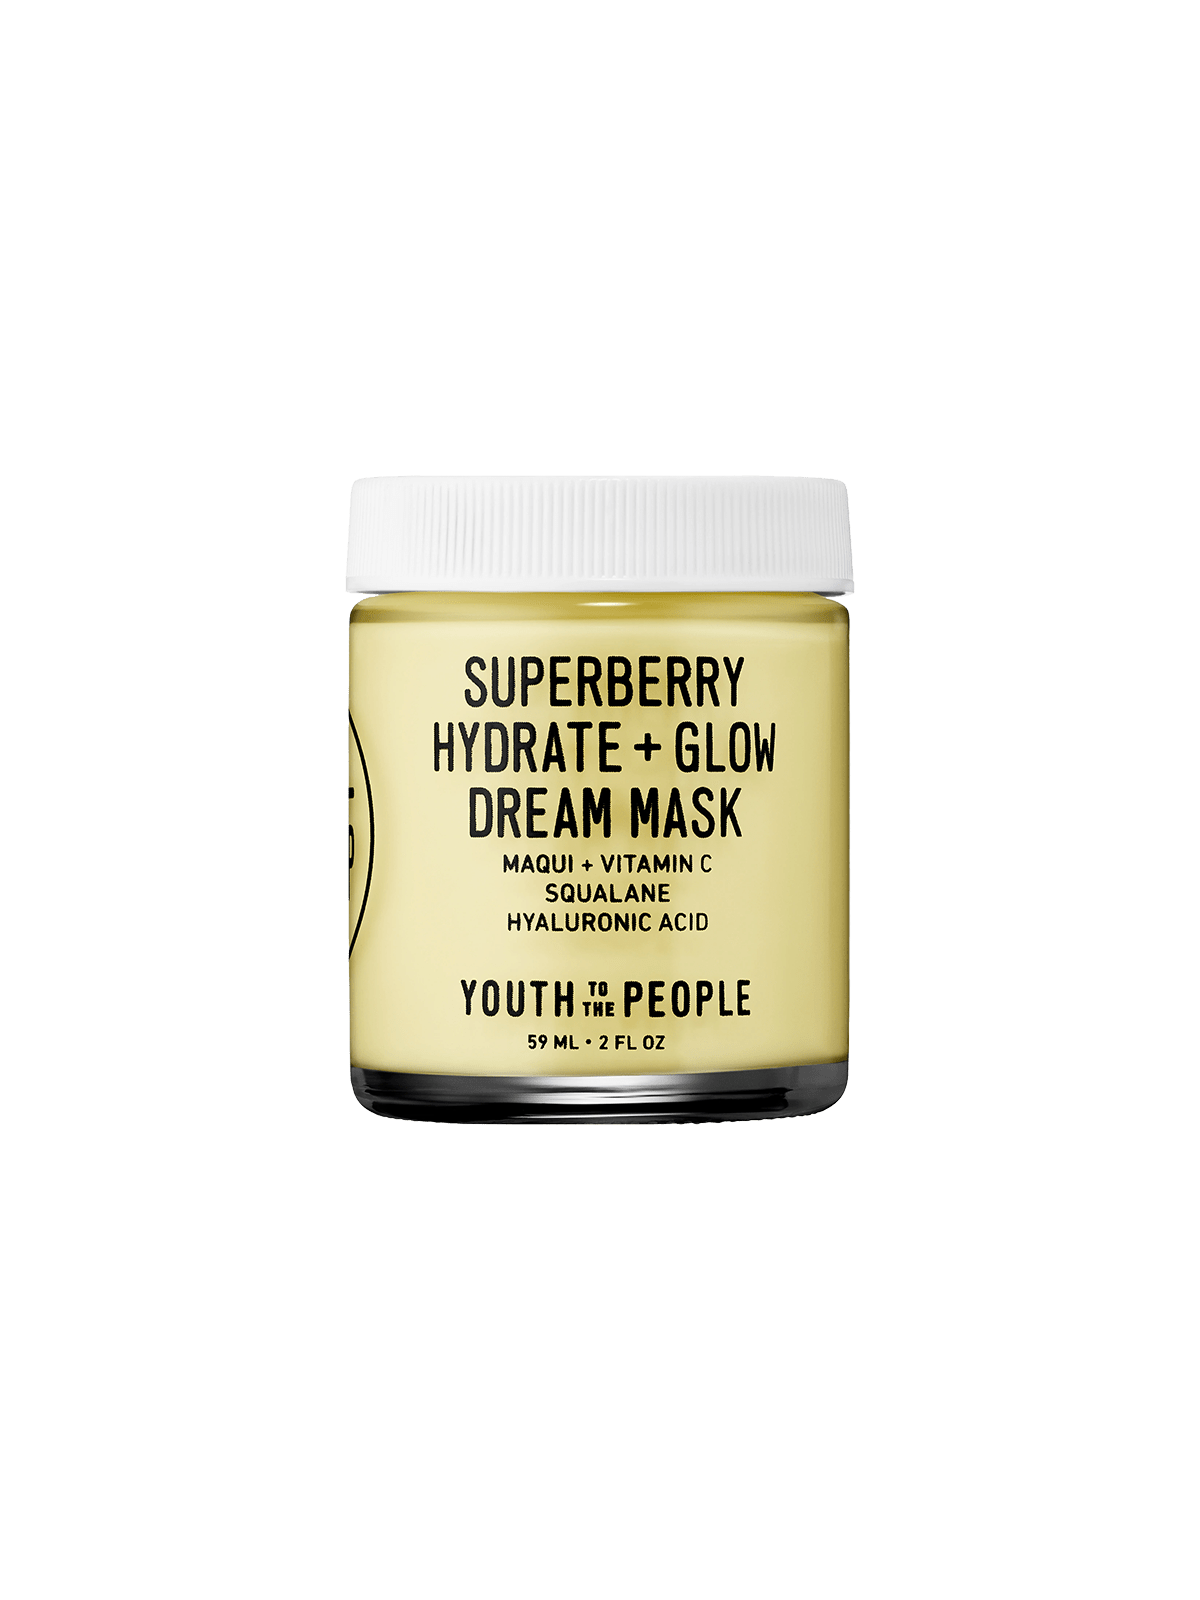 SUPERBERRY
HYDRATE + GLOW
DREAM MASK
MAQUI + VITAMIN C
SQUALANE
HYALURONIC ACID
YOUTH TO THE PEOPLE
59 ML • 2 FL OZ